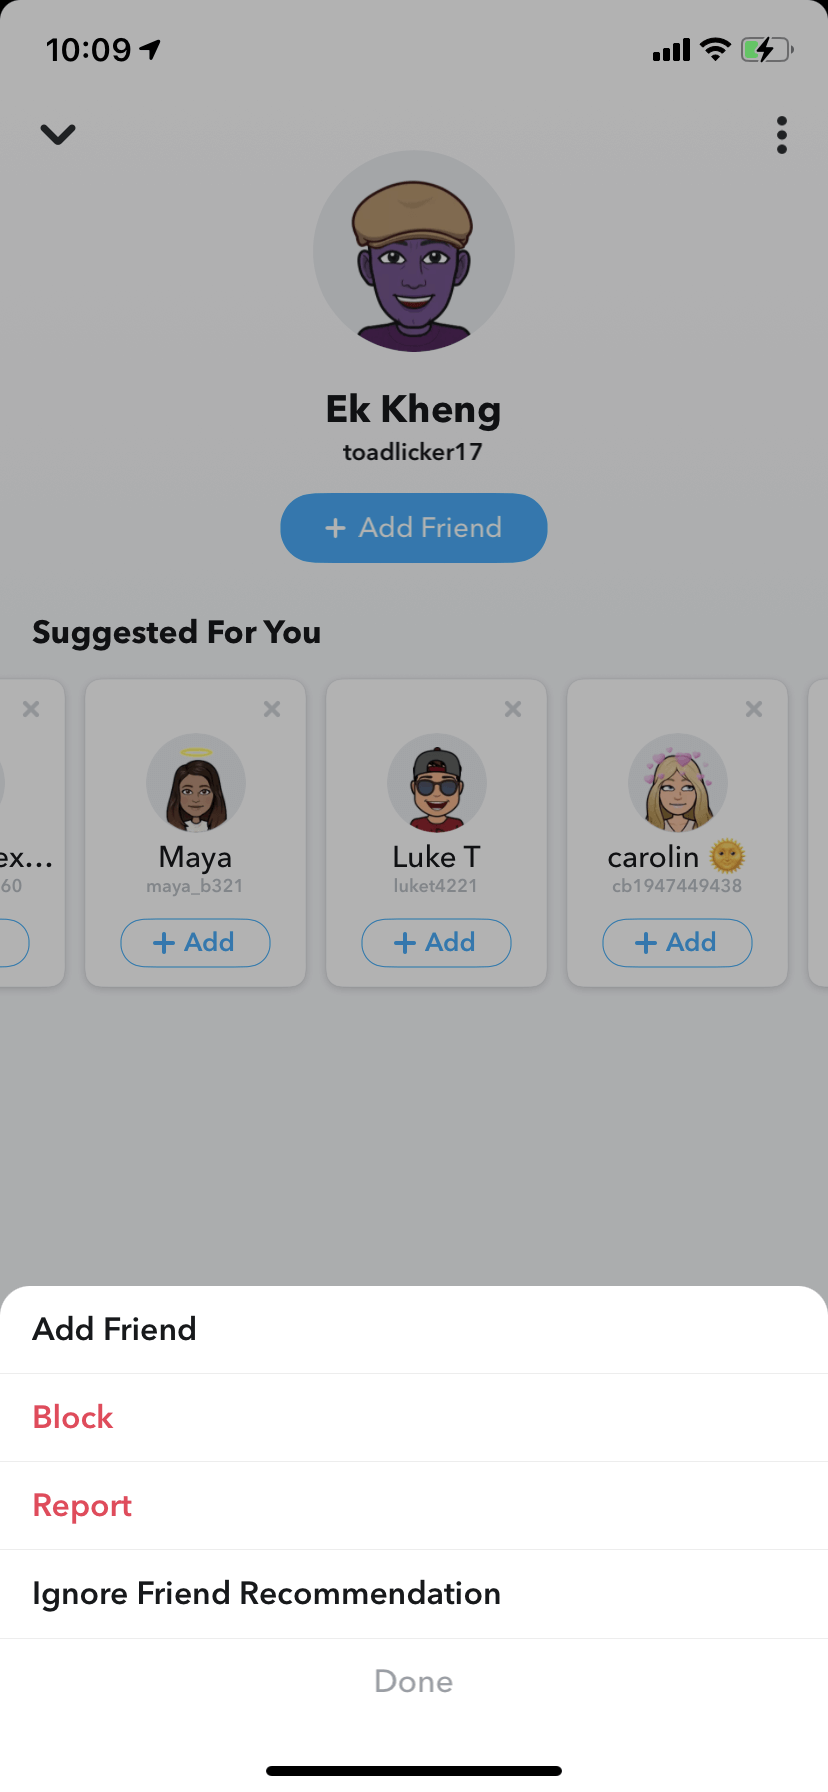 10:09
Ek Kheng
toadlicker17
+ Add Friend
Suggested For You
ex...
60
Maya
maya_b321
+ Add
Luke T
luket4221
+ Add
carolin 🌞
cb1947449438
+ Add
Add Friend
Block
Report
Ignore Friend Recommendation
Done